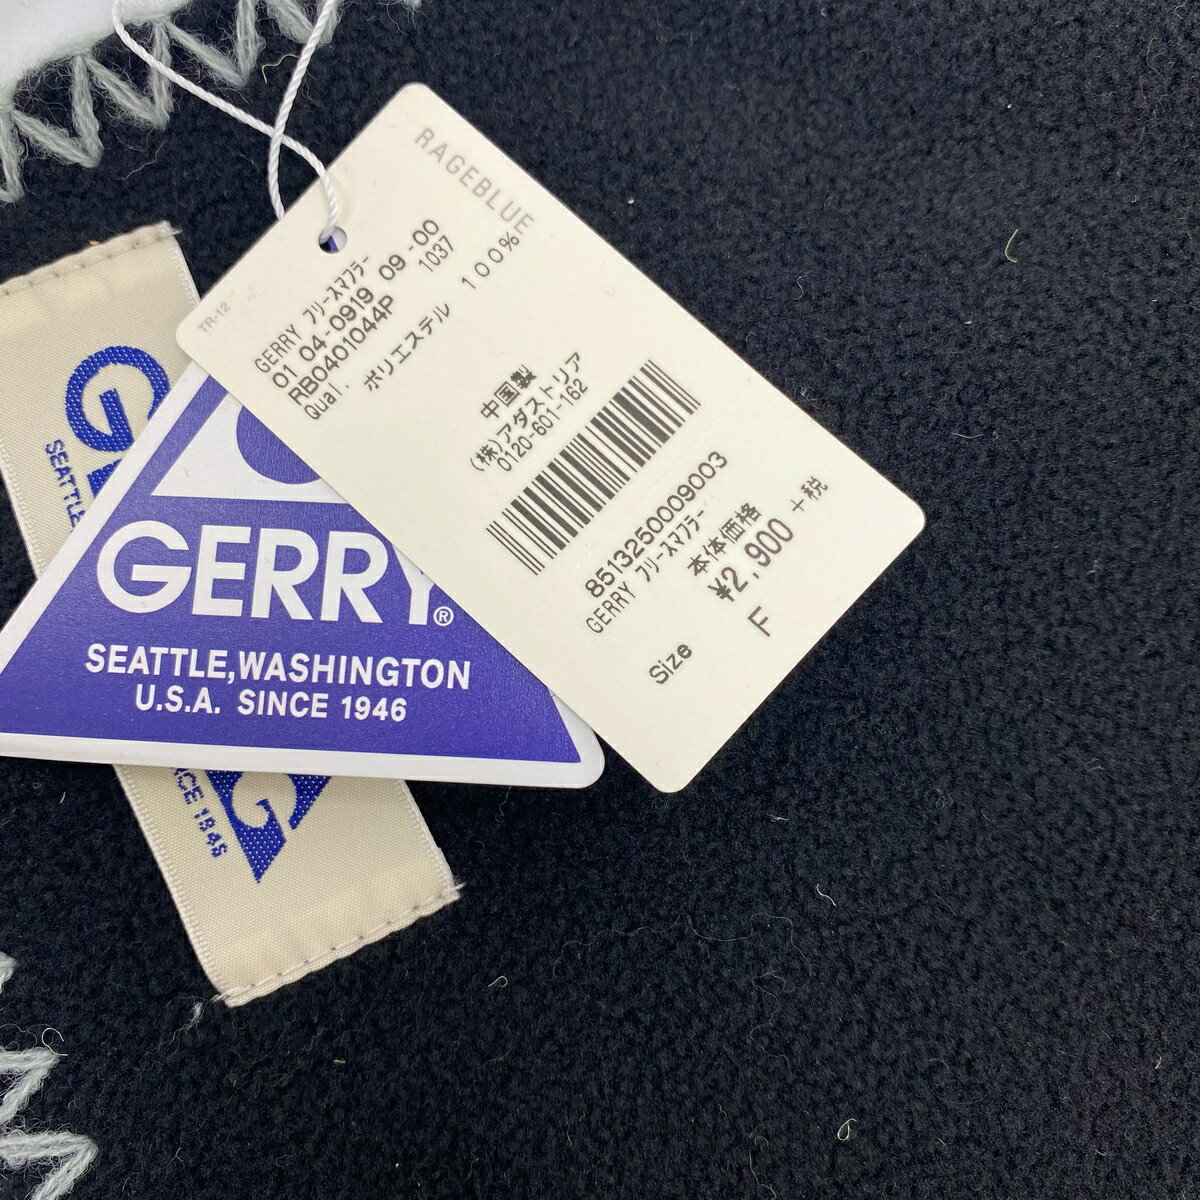 RAGEBLUE
TR-12
GERRY フリースマフラー
01 04-0919 09 -00
RB0401044P 1037
Qual. ポリエステル 100%
中国製
(株)アダストリア
0120-601-162
8513250009003
GERRY フリースマフラー
本体価格
¥2,900 +税
Size F
GERRY®
SEATTLE,WASHINGTON
U.S.A. SINCE 1946
G
SEATTLE
G
NCE 1946